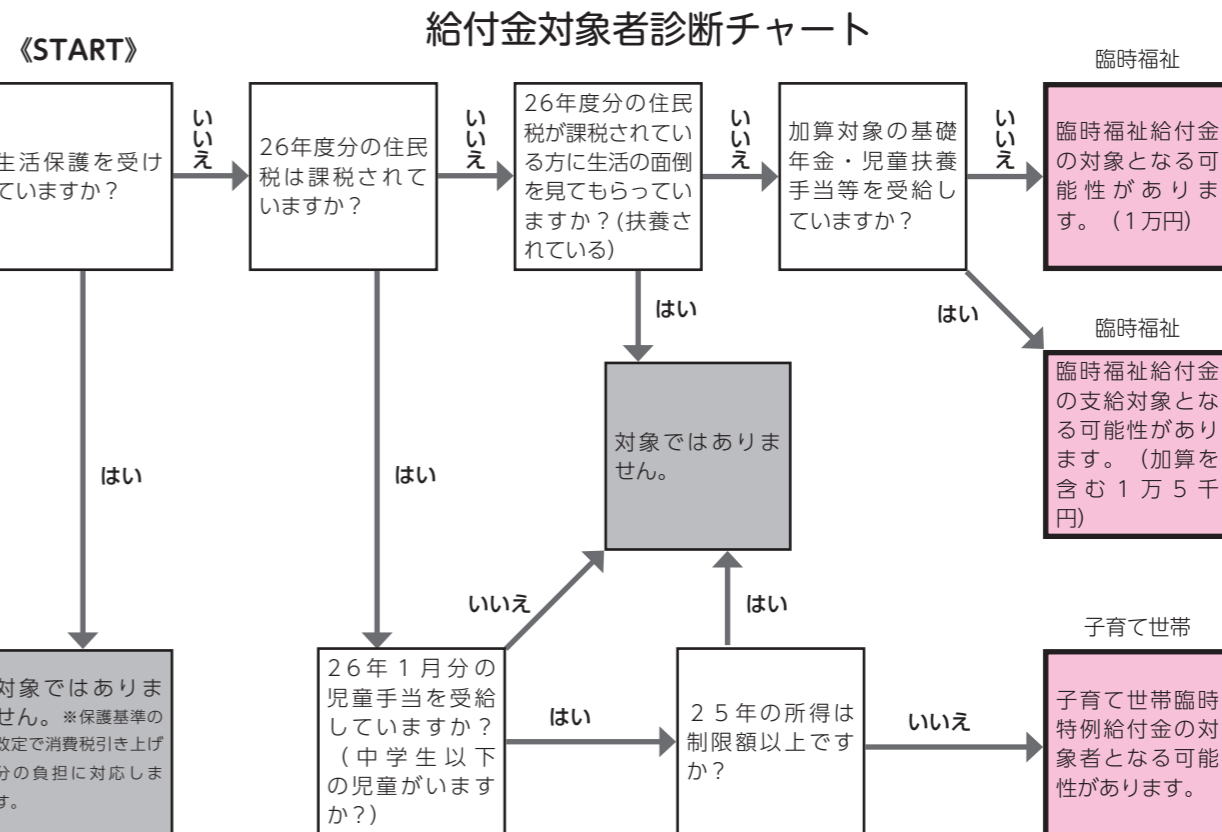 給付金対象者診断チャート
《START》
生活保護を受け
ていますか？
いいえ
26年度分の住民
税は課税されて
いますか？
いいえ
26年度分の住民
税が課税されてい
る方に生活の面倒
を見てもらってい
ますか？(扶養さ
れている)
いいえ
加算対象の基礎
年金・児童扶養
手当等を受給し
ていますか？
いいえ
臨時福祉
臨時福祉給付金
の対象となる可
能性がありま
す。（1万円）
はい
はい
臨時福祉
臨時福祉給付金
の支給対象とな
る可能性があり
ます。（加算を
含む1万5千
円）
対象ではありま
せん。
はい
はい
いいえ
はい
対象ではありま
せん。※保護基準の
改定で消費税引き上げ
分の負担に対応しま
す。
26年1月分の
児童手当を受給
していますか？
（中学生以下
の児童がいます
か？）
はい
２５年の所得は
制限額以上です
か？
いいえ
子育て世帯
子育て世帯臨時
特例給付金の対
象者となる可能
性があります。